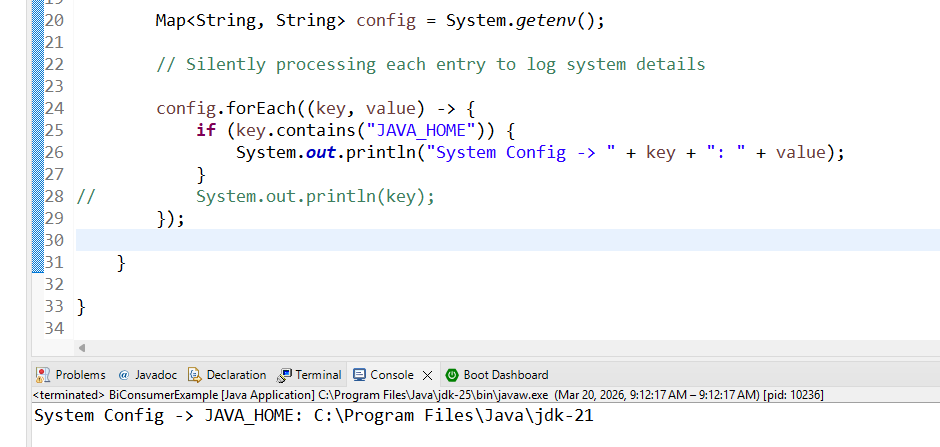 20 Map<String, String> config = System.getenv();
21
22 // Silently processing each entry to log system details
23
24 config.forEach((key, value) -> {
25 if (key.contains("JAVA_HOME")) {
26 System.out.println("System Config -> " + key + ": " + value);
27 }
28 // System.out.println(key);
29 });
30
31 }
32
33 }
34
Problems @ Javadoc Declaration Terminal Console Boot Dashboard
<terminated> BiConsumerExample [Java Application] C:\Program Files\Java\jdk-25\bin\javaw.exe (Mar 20, 2026, 9:12:17 AM – 9:12:17 AM) [pid: 10236]
System Config -> JAVA_HOME: C:\Program Files\Java\jdk-21